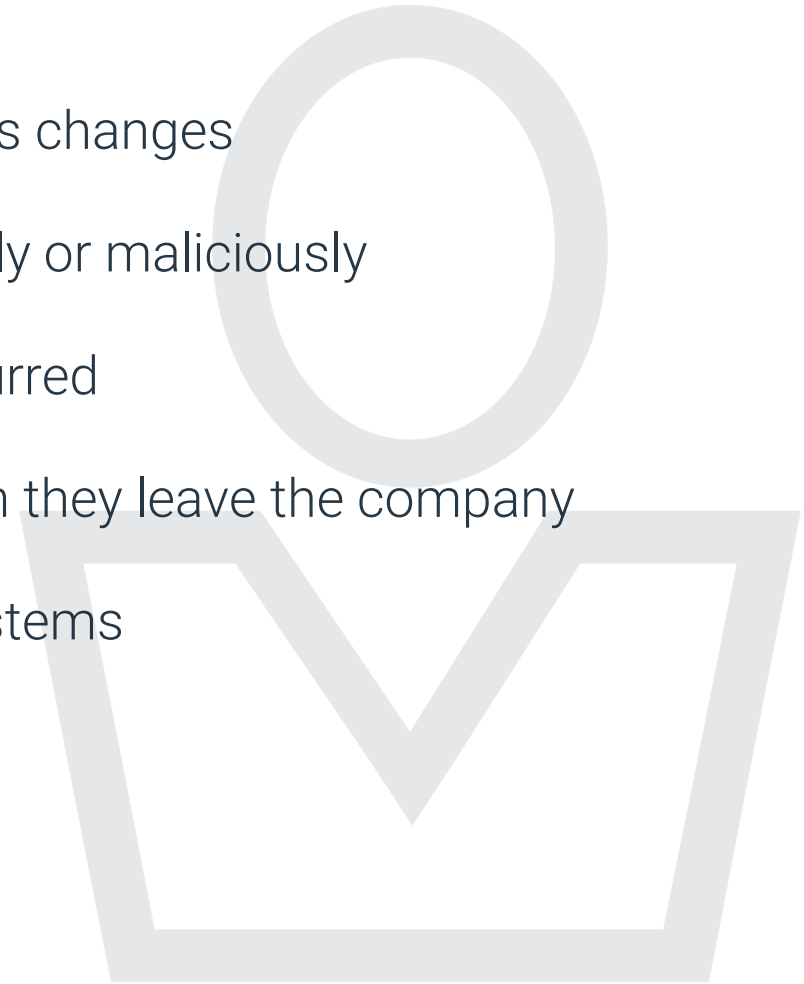 s changes
ly or maliciously
urred
n they leave the company
stems